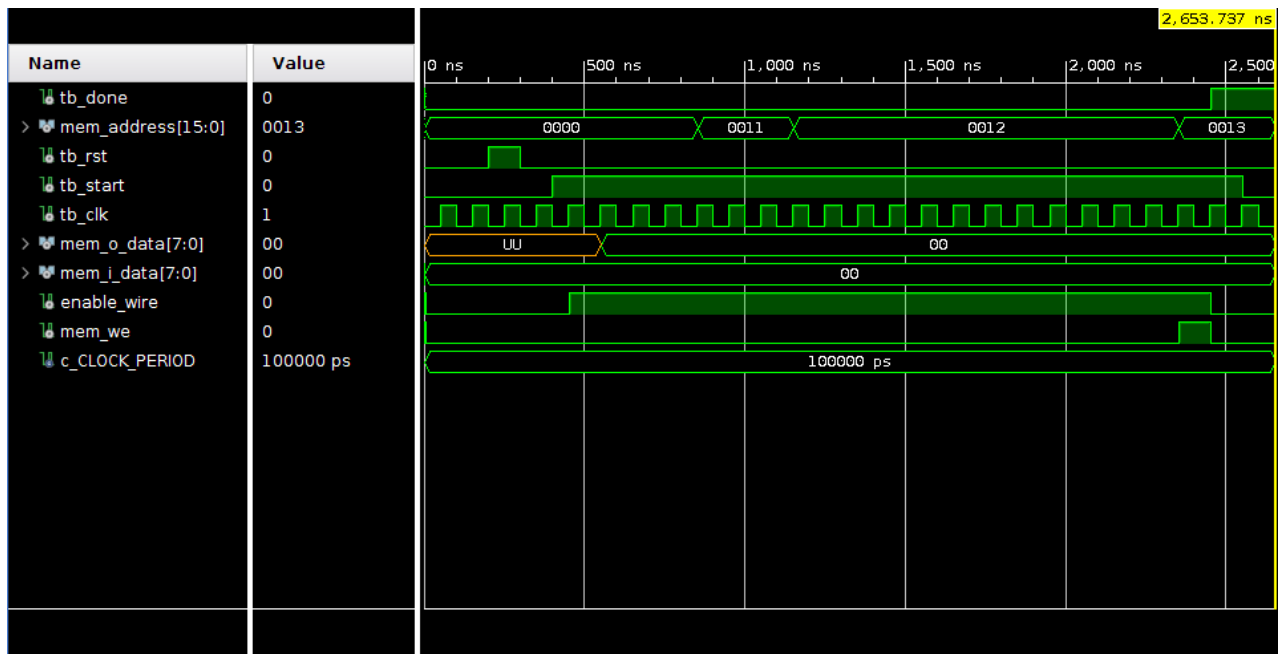 2,653.737 ns
Name Value |0 ns |500 ns |1,000 ns |1,500 ns |2,000 ns |2,500
tb_done 0
> mem_address[15:0] 0013 0000 0011 0012 0013
tb_rst 0
tb_start 0
tb_clk 1
> mem_o_data[7:0] 00 UU 00
> mem_i_data[7:0] 00 00
enable_wire 0
mem_we 0
c_CLOCK_PERIOD 100000 ps 100000 ps